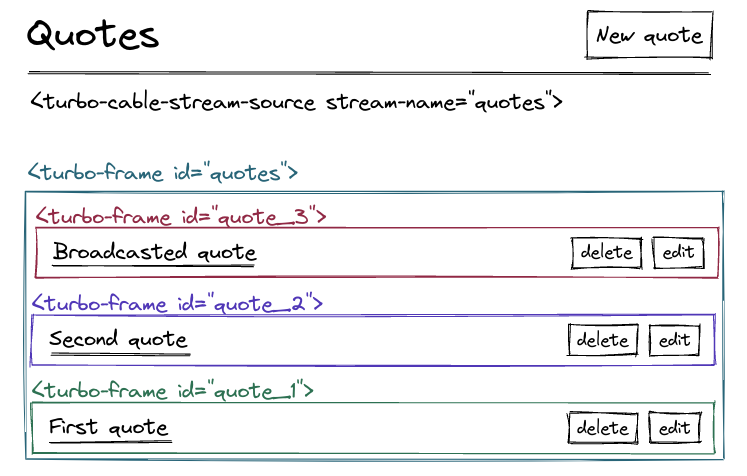 Quotes
New quote
<turbo-cable-stream-source stream-name="quotes">
<turbo-frame id="quotes">
<turbo-frame id="quote_3">
Broadcasted quote delete edit
<turbo-frame id="quote_2">
Second quote delete edit
<turbo-frame id="quote_1">
First quote delete edit